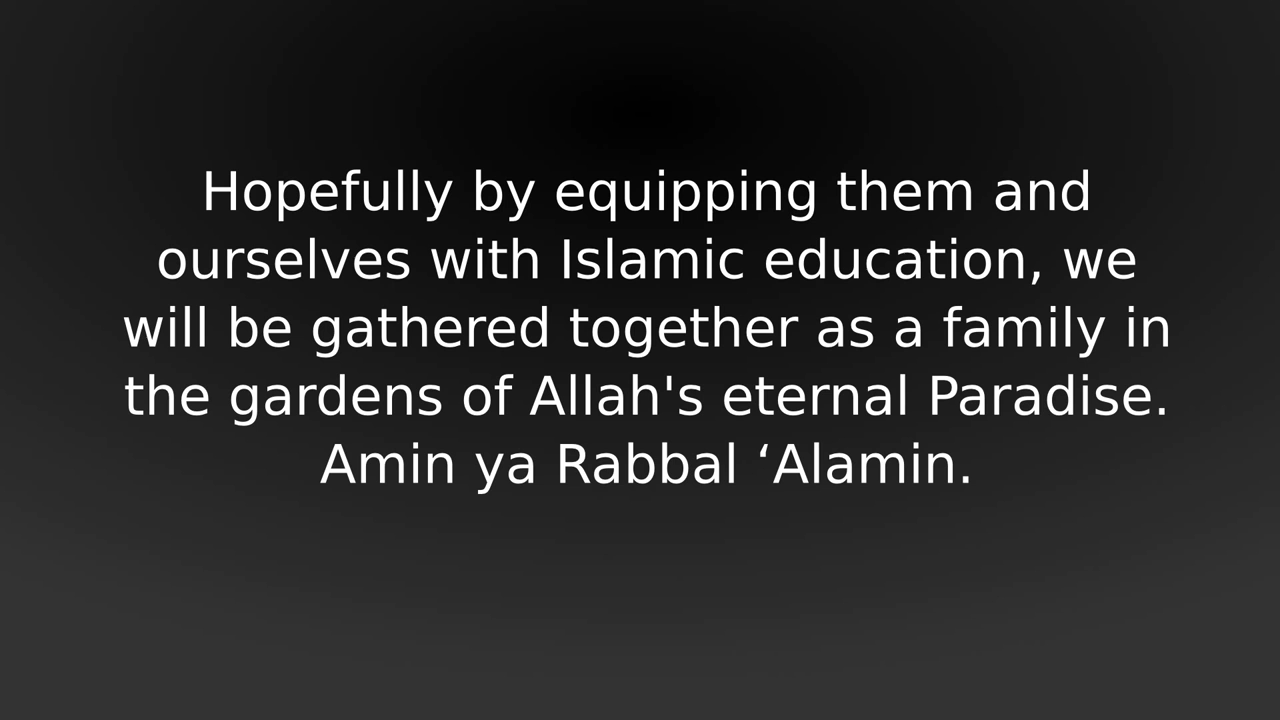 Hopefully by equipping them and
ourselves with Islamic education, we
will be gathered together as a family in
the gardens of Allah's eternal Paradise.
Amin ya Rabbal ‘Alamin.